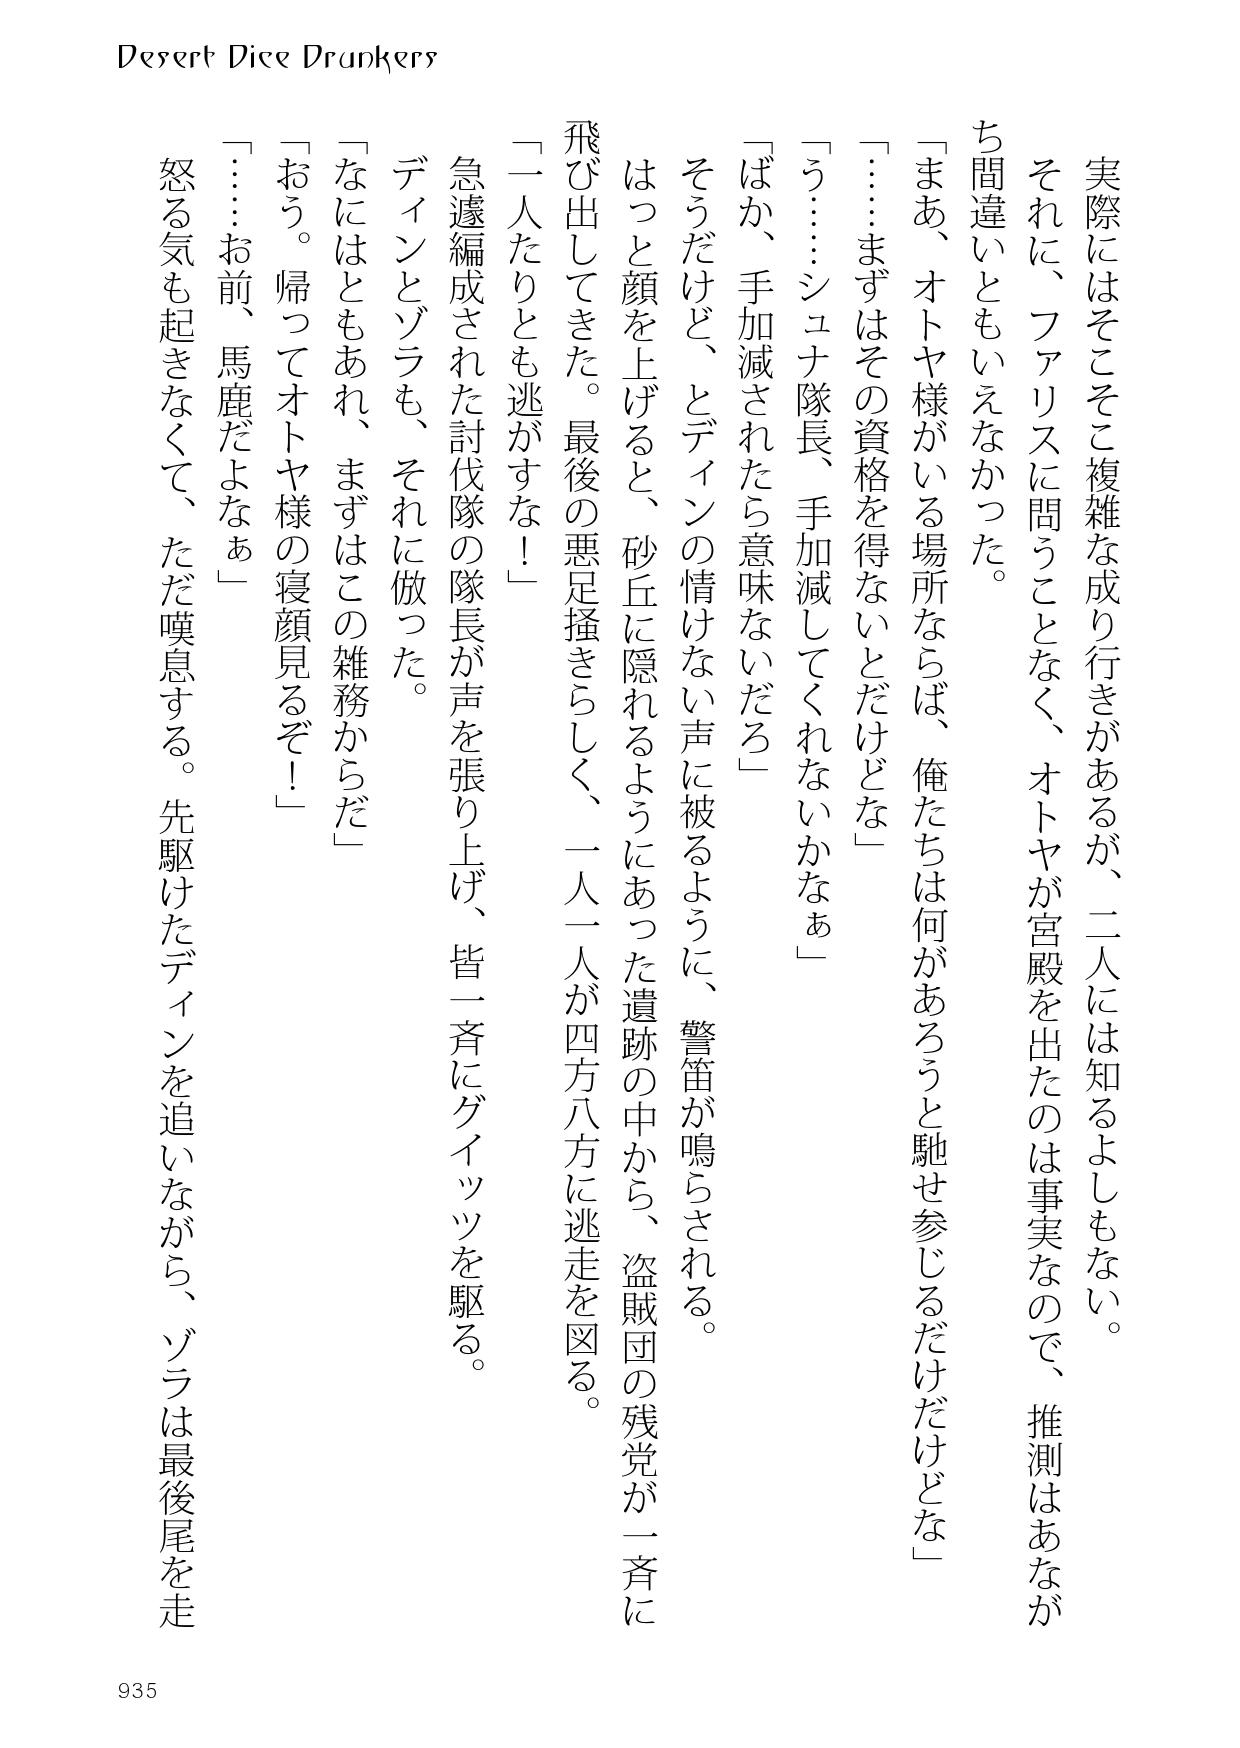 Desert Dice Drunkers
実際にはそこそこ複雑な成り行きがあるが、二人には知るよしもない。
それに、ファリスに問うことなく、オトヤが宮殿を出たのは事実なので、推測はあなが
ち間違いともいえなかった。
「まあ、オトヤ様がいる場所ならば、俺たちは何があろうと馳せ参じるだけだけどな」
「……まずはその資格を得ないとだけどな」
「う……シュナ隊長、手加減してくれないかなぁ」
「ばか、手加減されたら意味ないだろ」
そうだけど、とディンの情けない声に被るように、警笛が鳴らされる。
はっと顔を上げると、砂丘に隠れるようにあった遺跡の中から、盗賊団の残党が一斉に
飛び出してきた。最後の悪足掻きらしく、一人一人が四方八方に逃走を図る。
「一人たりとも逃がすな！」
急遽編成された討伐隊の隊長が声を張り上げ、皆一斉にグイッツを駆る。
ディンとゾラも、それに倣った。
「なにはともあれ、まずはこの雑務からだ」
「おう。帰ってオトヤ様の寝顔見るぞ！」
「……お前、馬鹿だよなぁ」
怒る気も起きなくて、ただ嘆息する。先駆けたディンを追いながら、ゾラは最後尾を走
935